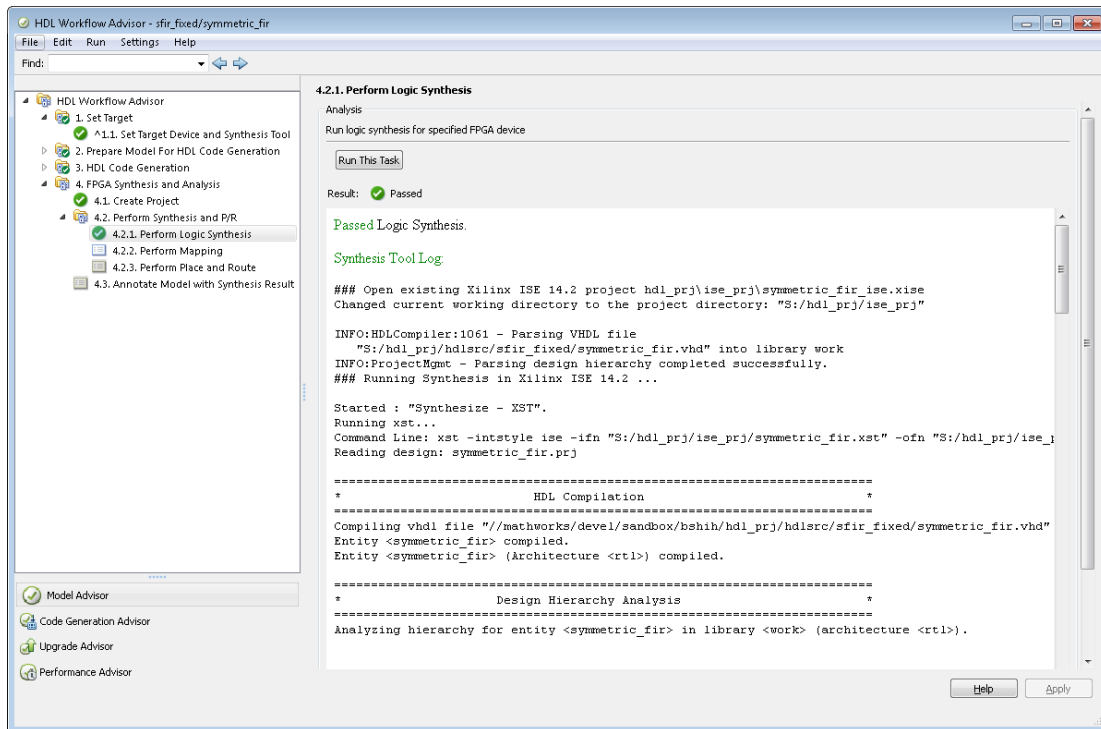 HDL Workflow Advisor - sfir_fixed/symmetric_fir
File Edit Run Settings Help
Find:
HDL Workflow Advisor
1. Set Target
^1.1. Set Target Device and Synthesis Tool
2. Prepare Model For HDL Code Generation
3. HDL Code Generation
4. FPGA Synthesis and Analysis
4.1. Create Project
4.2. Perform Synthesis and P/R
4.2.1. Perform Logic Synthesis
4.2.2. Perform Mapping
4.2.3. Perform Place and Route
4.3. Annotate Model with Synthesis Result
Model Advisor
Code Generation Advisor
Upgrade Advisor
Performance Advisor
4.2.1. Perform Logic Synthesis
Analysis
Run logic synthesis for specified FPGA device
Run This Task
Result: Passed
Passed Logic Synthesis.
Synthesis Tool Log:
### Open existing Xilinx ISE 14.2 project hdl_prj\ise_prj\symmetric_fir_ise.xise
Changed current working directory to the project directory: "S:/hdl_prj/ise_prj"
INFO:HDLCompiler:1061 - Parsing VHDL file
"S:/hdl_prj/hdlsrc/sfir_fixed/symmetric_fir.vhd" into library work
INFO:ProjectMgmt - Parsing design hierarchy completed successfully.
### Running Synthesis in Xilinx ISE 14.2 ...
Started : "Synthesize - XST".
Running xst...
Command Line: xst -intstyle ise -ifn "S:/hdl_prj/ise_prj/symmetric_fir.xst" -ofn "S:/hdl_prj/ise_p
Reading design: symmetric_fir.prj
=========================================================================
* HDL Compilation *
=========================================================================
Compiling vhdl file "//mathworks/devel/sandbox/bshih/hdl_prj/hdlsrc/sfir_fixed/symmetric_fir.vhd"
Entity <symmetric_fir> compiled.
Entity <symmetric_fir> (Architecture <rtl>) compiled.
=========================================================================
* Design Hierarchy Analysis *
=========================================================================
Analyzing hierarchy for entity <symmetric_fir> in library <work> (architecture <rtl>).
Help Apply